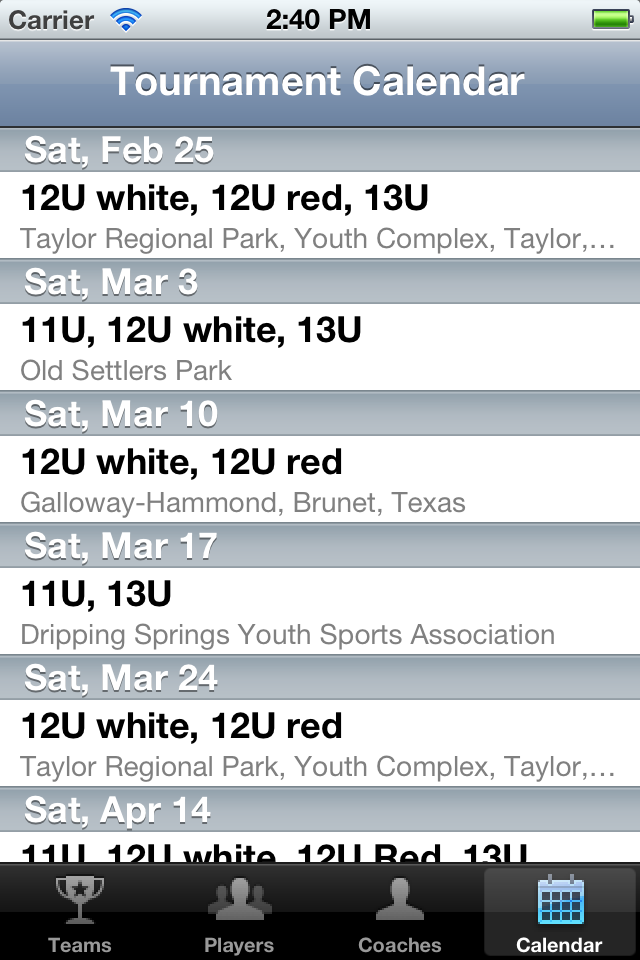 Carrier 2:40 PM
Tournament Calendar
Sat, Feb 25
12U white, 12U red, 13U
Taylor Regional Park, Youth Complex, Taylor,...
Sat, Mar 3
11U, 12U white, 13U
Old Settlers Park
Sat, Mar 10
12U white, 12U red
Galloway-Hammond, Brunet, Texas
Sat, Mar 17
11U, 13U
Dripping Springs Youth Sports Association
Sat, Mar 24
12U white, 12U red
Taylor Regional Park, Youth Complex, Taylor,...
Sat, Apr 14
11U, 12U white, 12U Red, 13U
Teams Players Coaches Calendar